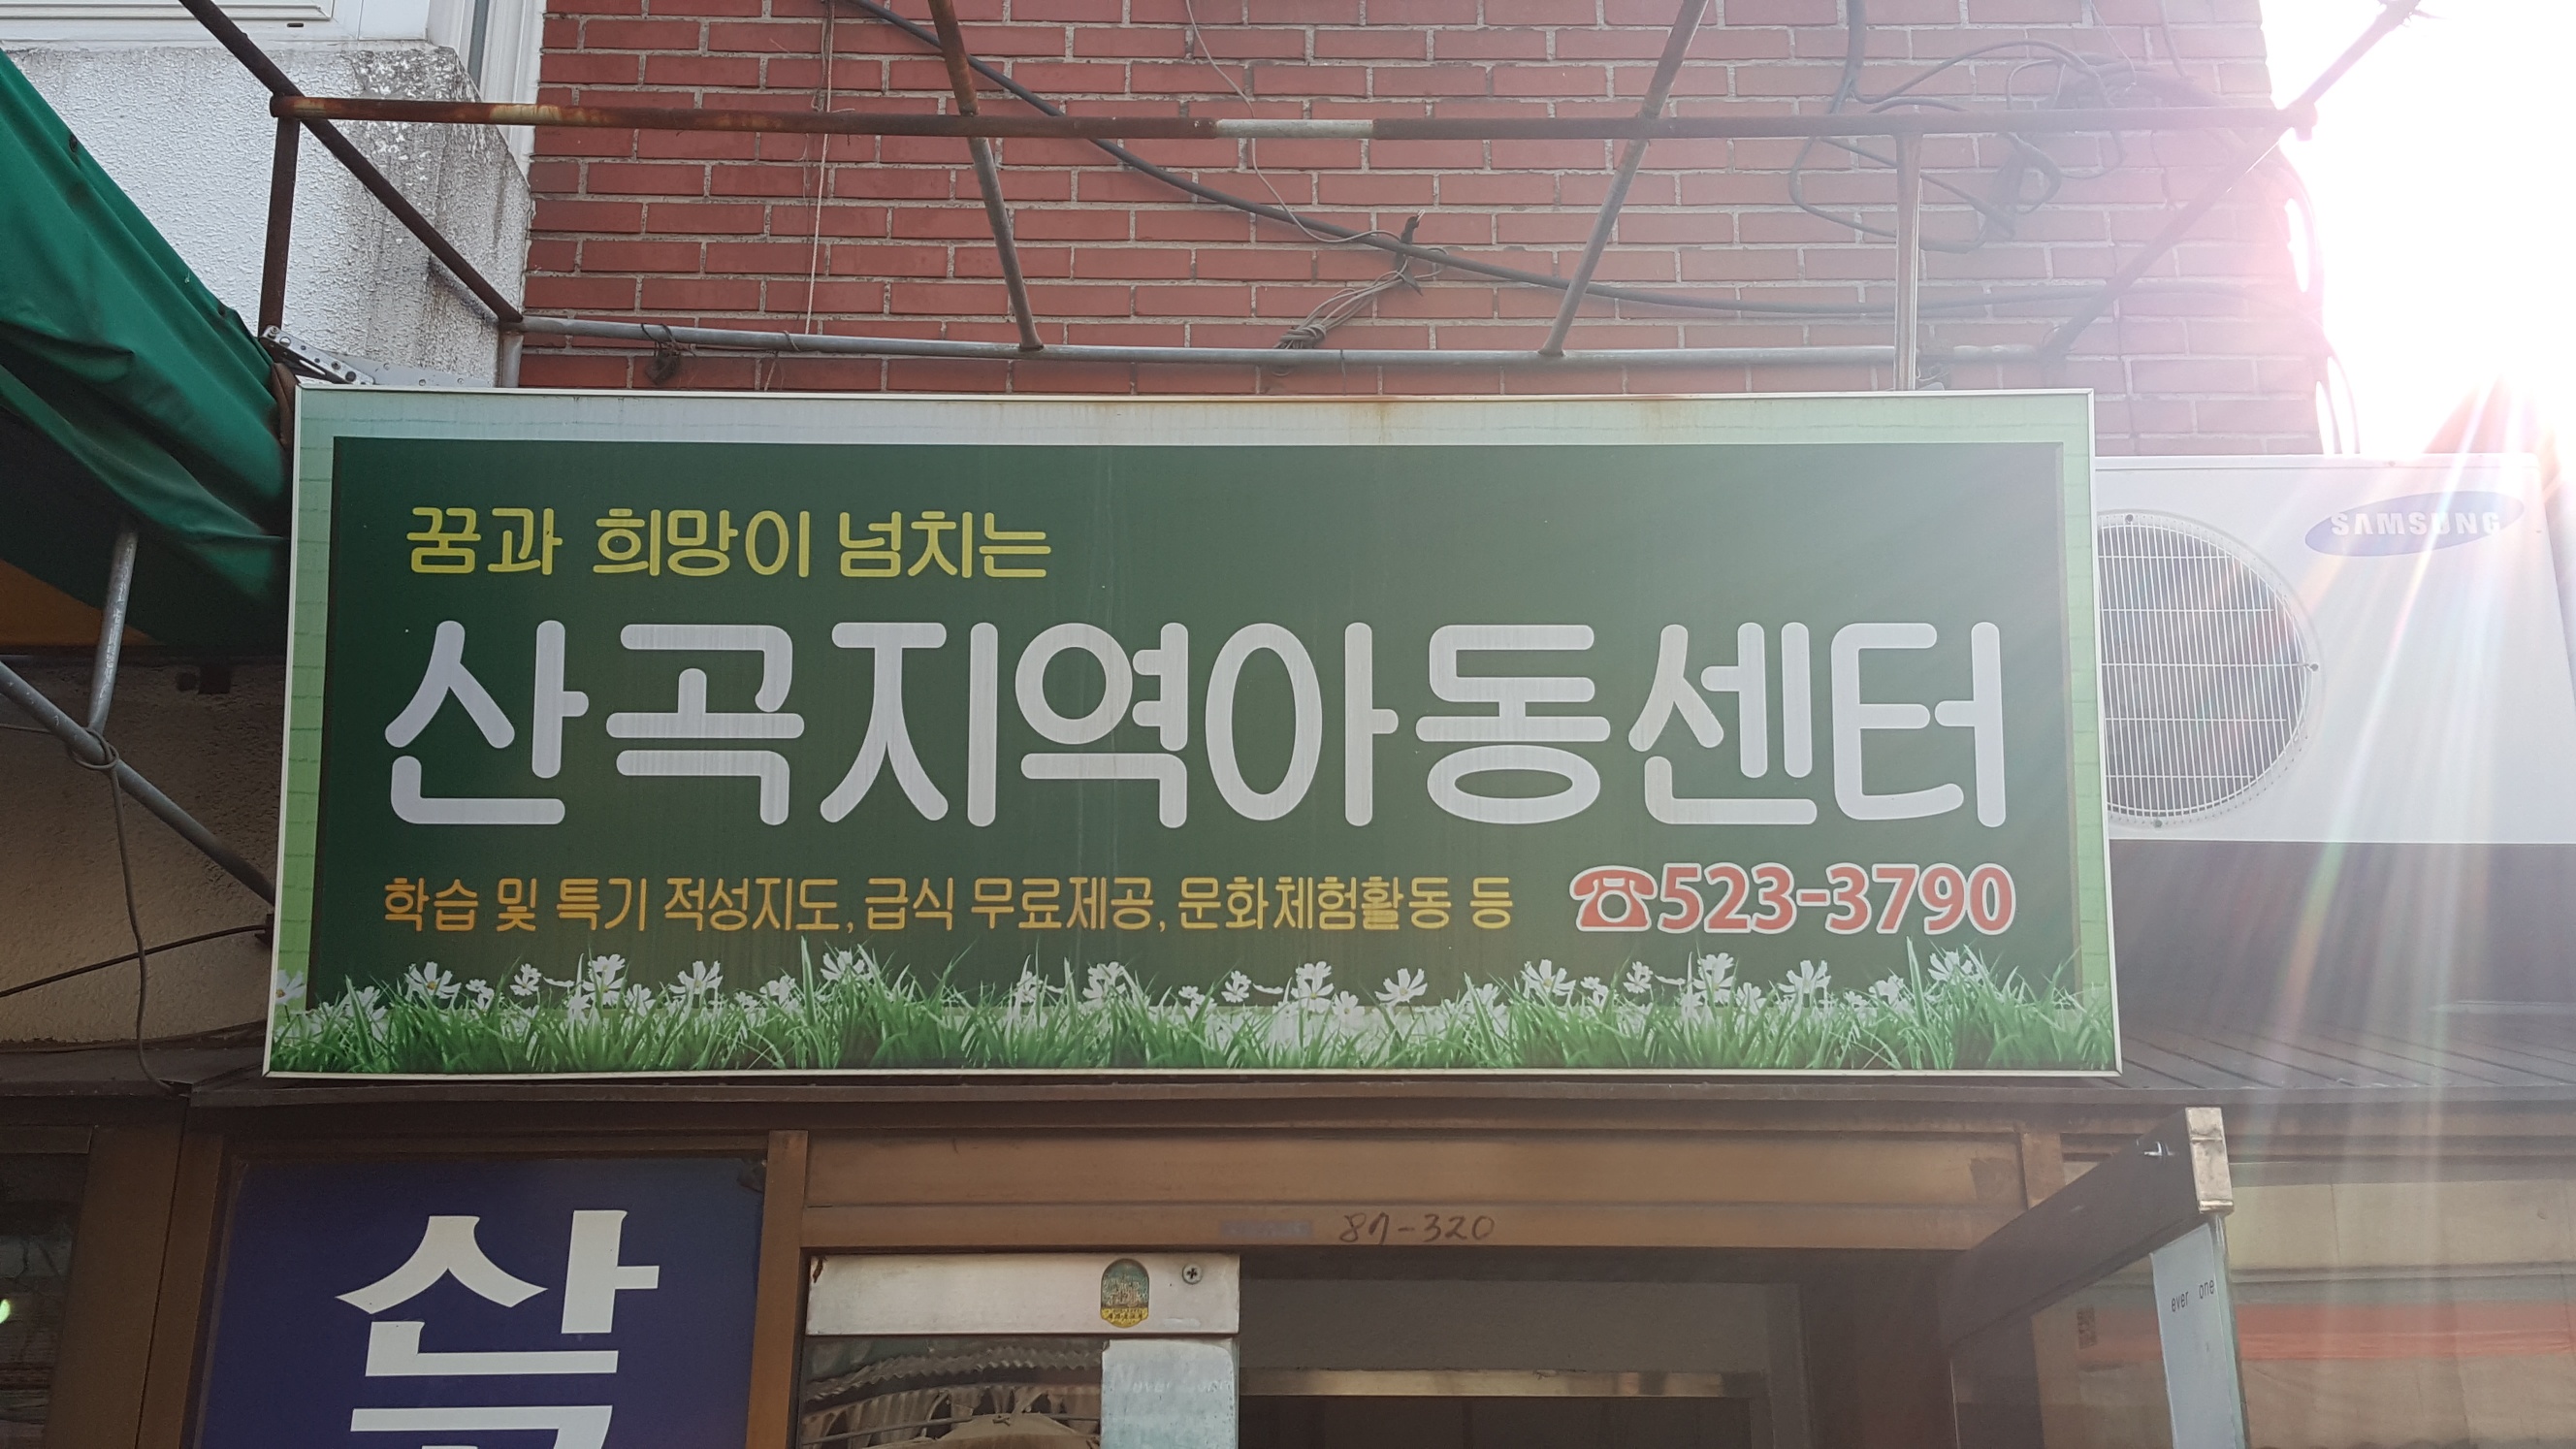 꿈과 희망이 넘치는
산곡지역아동센터
학습 및 특기 적성지도, 급식 무료제공, 문화체험활동 등 ☎523-3790
SAMSUNG
87-320
ever one
산